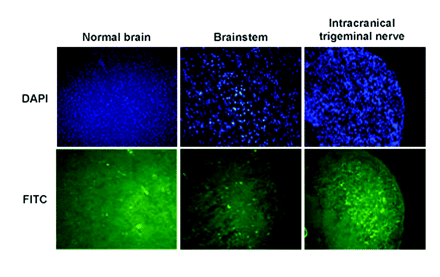 Normal brain
Brainstem
Intracranical
trigeminal nerve
DAPI
FITC